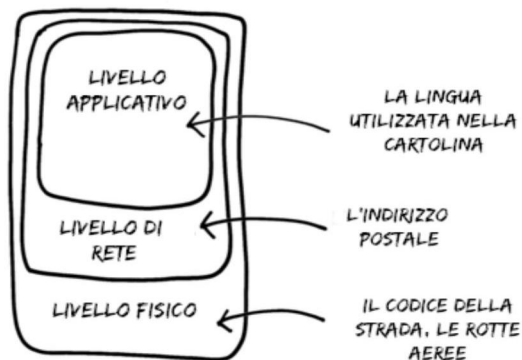 LIVELLO
APPLICATIVO
LA LINGUA
UTILIZZATA NELLA
CARTOLINA
LIVELLO DI
RETE
L'INDIRIZZO
POSTALE
LIVELLO FISICO
IL CODICE DELLA
STRADA, LE ROTTE
AEREE